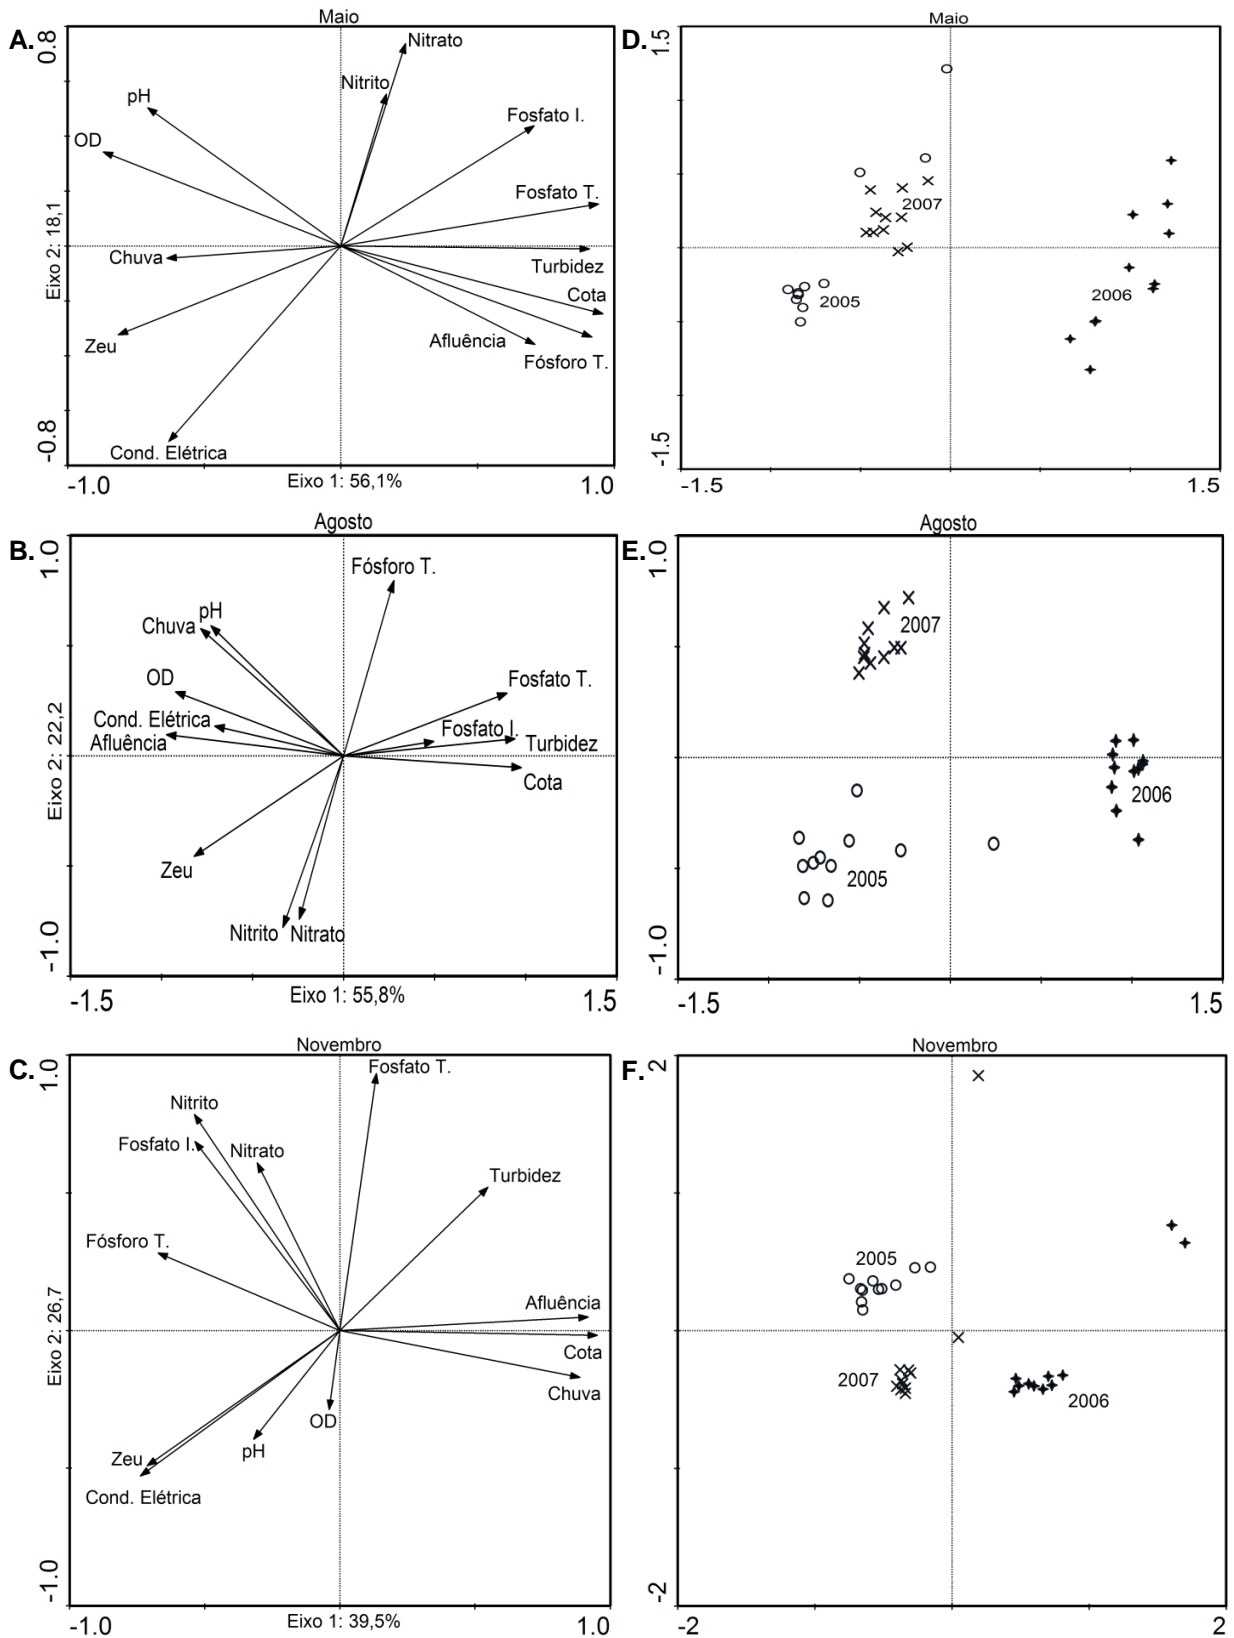 Maio
A.
0.8
Nitrato
Nitrito
pH
Fosfato I.
OD
Fosfato T.
Eixo 2: 18,1
Chuva
Turbidez
Cota
Zeu
Afluência
Fósforo T.
-0.8
Cond. Elétrica
-1.0
Eixo 1: 56,1%
1.0
Maio
D.
1.5
2007
2005
2006
-1.5
-1.5
1.5
Agosto
B.
1.0
Fósforo T.
pH
Chuva
OD
Fosfato T.
Cond. Elétrica
Fosfato I.
Afluência
Turbidez
Eixo 2: 22,2
Cota
Zeu
Nitrito
Nitrato
-1.0
-1.5
Eixo 1: 55,8%
1.5
Agosto
E.
1.0
2007
2006
2005
-1.0
-1.5
1.5
Novembro
C.
1.0
Fosfato T.
Nitrito
Fosfato I.
Nitrato
Turbidez
Fósforo T.
Afluência
Eixo 2: 26,7
Cota
Chuva
OD
pH
Zeu
Cond. Elétrica
-1.0
-1.0
Eixo 1: 39,5%
1.0
Novembro
F.
2
2005
2007
2006
-2
-2
2